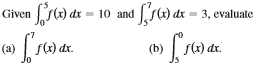 Given ∫₀⁵ f(x) dx = 10 and ∫₅⁷ f(x) dx = 3, evaluate
(a) ∫₀⁷ f(x) dx. (b) ∫₅⁰ f(x) dx.